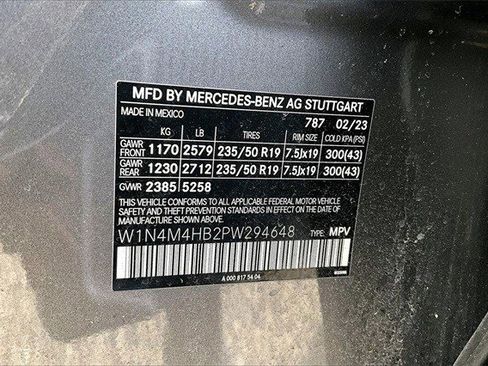 MFD BY MERCEDES-BENZ AG STUTTGART
MADE IN MEXICO 787 02/23
KG LB TIRES RIM SIZE COLD KPA (PSI)
GAWR FRONT 1170 2579 235/50 R19 7.5Jx19 300(43)
GAWR REAR 1230 2712 235/50 R19 7.5Jx19 300(43)
GVWR 2385 5258
THIS VEHICLE CONFORMS TO ALL APPLICABLE FEDERAL MOTOR
VEHICLE SAFETY AND THEFT PREVENTION STANDARDS IN
EFFECT ON THE DATE OF MANUFACTURE SHOWN ABOVE.
W1N4M4HB2PW294648 TYPE: MPV
A 000 817 54 04